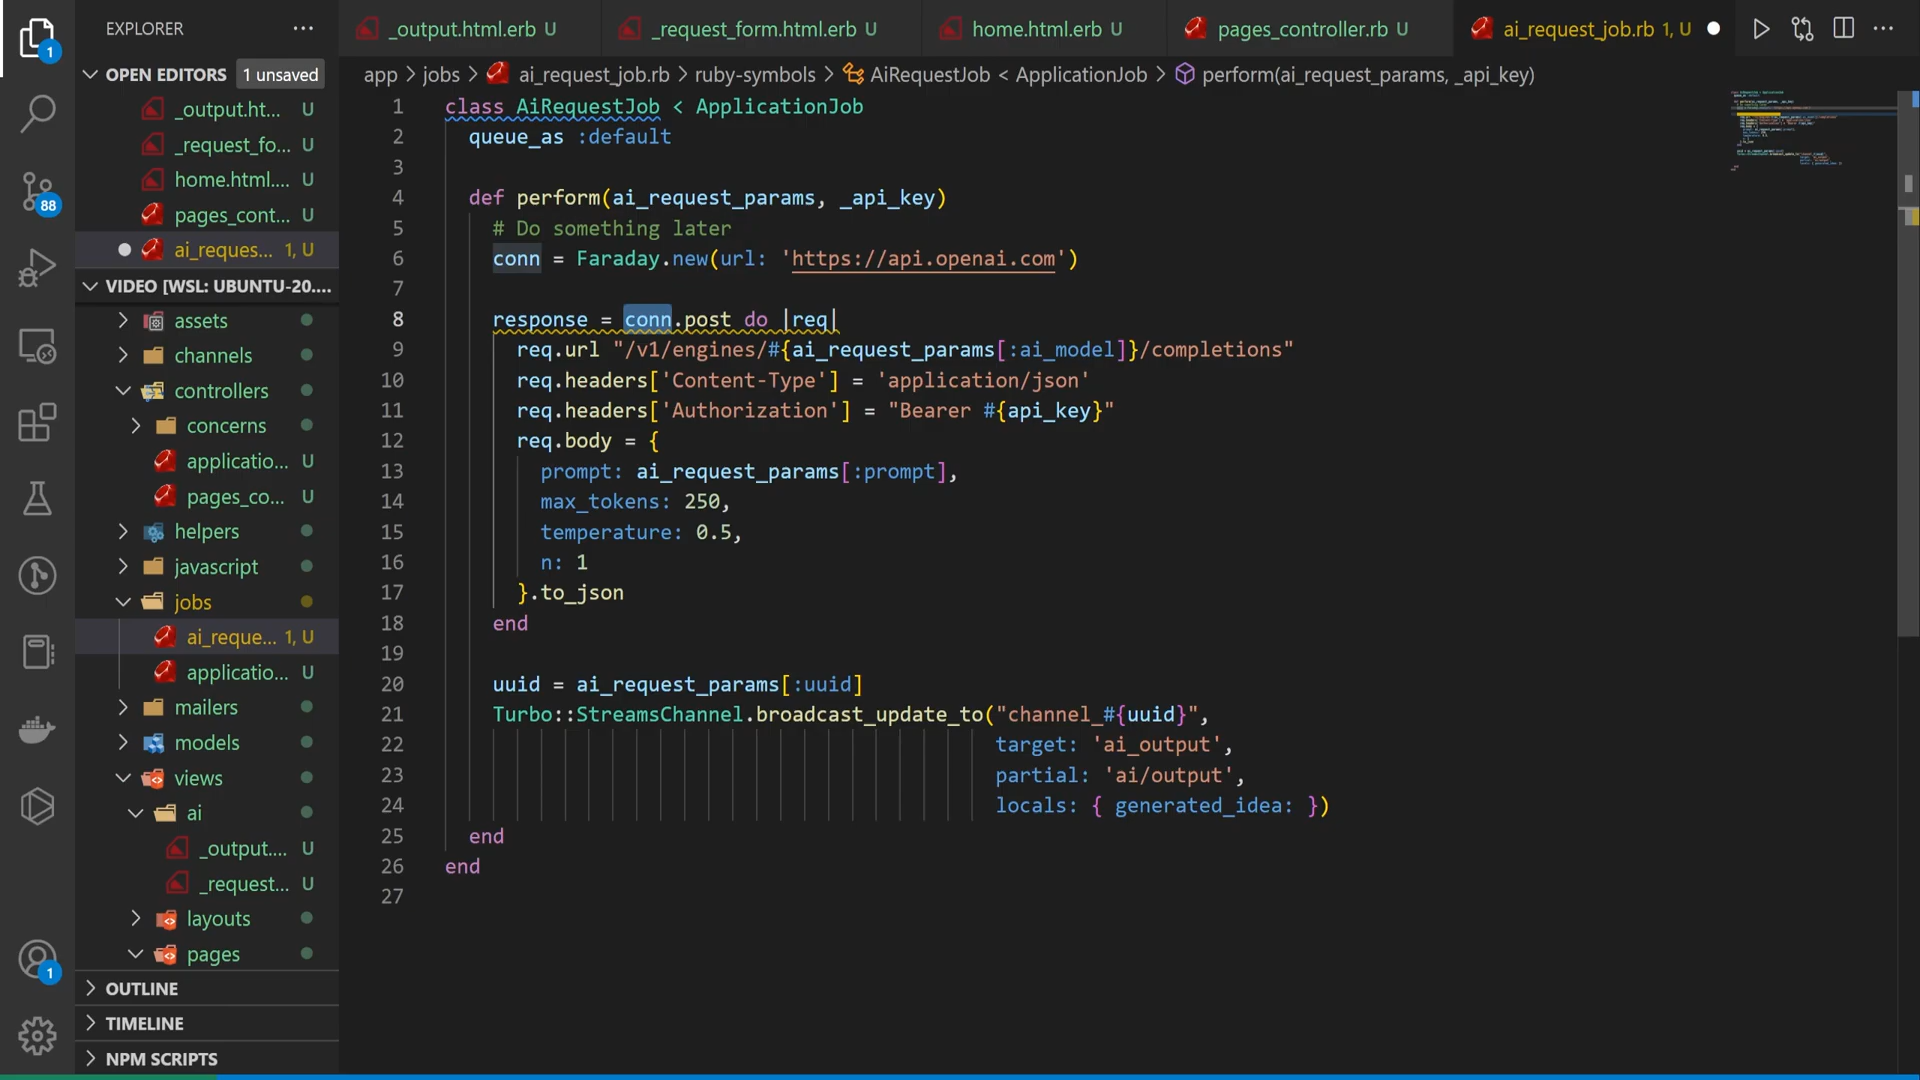 EXPLORER
_output.html.erb U
_request_form.html.erb U
home.html.erb U
pages_controller.rb U
ai_request_job.rb 1, U
OPEN EDITORS 1 unsaved
_output.ht... U
_request_fo... U
home.html.... U
pages_cont... U
ai_reques... 1, U
VIDEO [WSL: UBUNTU-20....
assets
channels
controllers
concerns
applicatio... U
pages_co... U
helpers
javascript
jobs
ai_reque... 1, U
applicatio... U
mailers
models
views
ai
_output.... U
_request... U
layouts
pages
OUTLINE
TIMELINE
NPM SCRIPTS
1
88
1
app > jobs > ai_request_job.rb > ruby-symbols > AiRequestJob < ApplicationJob > perform(ai_request_params, _api_key)
1 class AiRequestJob < ApplicationJob
2 queue_as :default
3
4 def perform(ai_request_params, _api_key)
5 # Do something later
6 conn = Faraday.new(url: 'https://api.openai.com')
7
8 response = conn.post do |req|
9 req.url "/v1/engines/#{ai_request_params[:ai_model]}/completions"
10 req.headers['Content-Type'] = 'application/json'
11 req.headers['Authorization'] = "Bearer #{api_key}"
12 req.body = {
13 prompt: ai_request_params[:prompt],
14 max_tokens: 250,
15 temperature: 0.5,
16 n: 1
17 }.to_json
18 end
19
20 uuid = ai_request_params[:uuid]
21 Turbo::StreamsChannel.broadcast_update_to("channel_#{uuid}",
22 target: 'ai_output',
23 partial: 'ai/output',
24 locals: { generated_idea: })
25 end
26 end
27